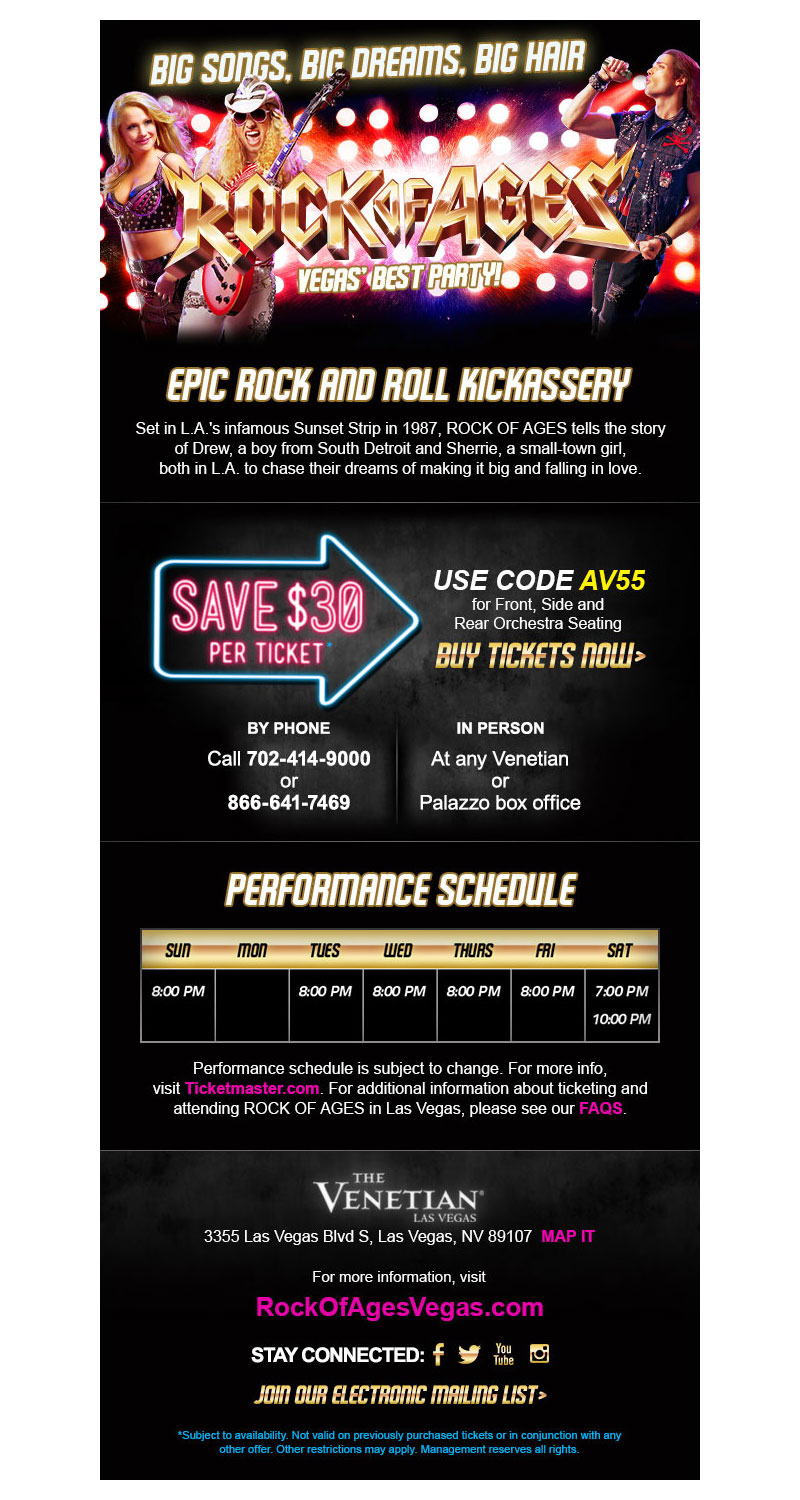 BIG SONGS, BIG DREAMS, BIG HAIR
ROCK OF AGES
VEGAS' BEST PARTY!
EPIC ROCK AND ROLL KICKASSERY
Set in L.A.'s infamous Sunset Strip in 1987, ROCK OF AGES tells the story
of Drew, a boy from South Detroit and Sherrie, a small-town girl,
both in L.A. to chase their dreams of making it big and falling in love.
SAVE $30
PER TICKET*
USE CODE AV55
for Front, Side and
Rear Orchestra Seating
BUY TICKETS NOW>
BY PHONE
Call 702-414-9000
or
866-641-7469
IN PERSON
At any Venetian
or
Palazzo box office
PERFORMANCE SCHEDULE
SUN MON TUES WED THURS FRI SAT
8:00 PM 8:00 PM 8:00 PM 8:00 PM 8:00 PM 7:00 PM
10:00 PM
Performance schedule is subject to change. For more info,
visit Ticketmaster.com. For additional information about ticketing and
attending ROCK OF AGES in Las Vegas, please see our FAQS.
THE
VENETIAN®
LAS VEGAS
3355 Las Vegas Blvd S, Las Vegas, NV 89107 MAP IT
For more information, visit
RockOfAgesVegas.com
STAY CONNECTED: f You
Tube
JOIN OUR ELECTRONIC MAILING LIST>
*Subject to availability. Not valid on previously purchased tickets or in conjunction with any
other offer. Other restrictions may apply. Management reserves all rights.